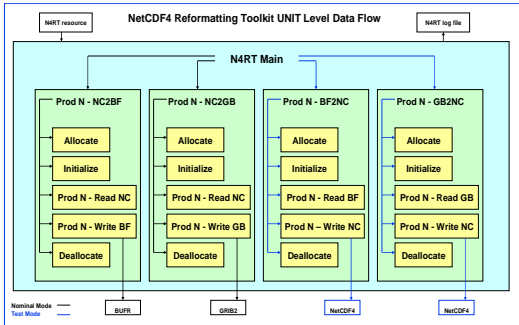 NetCDF4 Reformatting Toolkit UNIT Level Data Flow
N4RT resource
N4RT log file
N4RT Main
Prod N - NC2BF
Allocate
Initialize
Prod N - Read NC
Prod N - Write BF
Deallocate
Prod N - NC2GB
Allocate
Initialize
Prod N - Read NC
Prod N - Write GB
Deallocate
Prod N - BF2NC
Allocate
Initialize
Prod N - Read BF
Prod N – Write NC
Deallocate
Prod N - GB2NC
Allocate
Initialize
Prod N - Read GB
Prod N - Write NC
Deallocate
Nominal Mode
Test Mode
BUFR
GRIB2
NetCDF4
NetCDF4